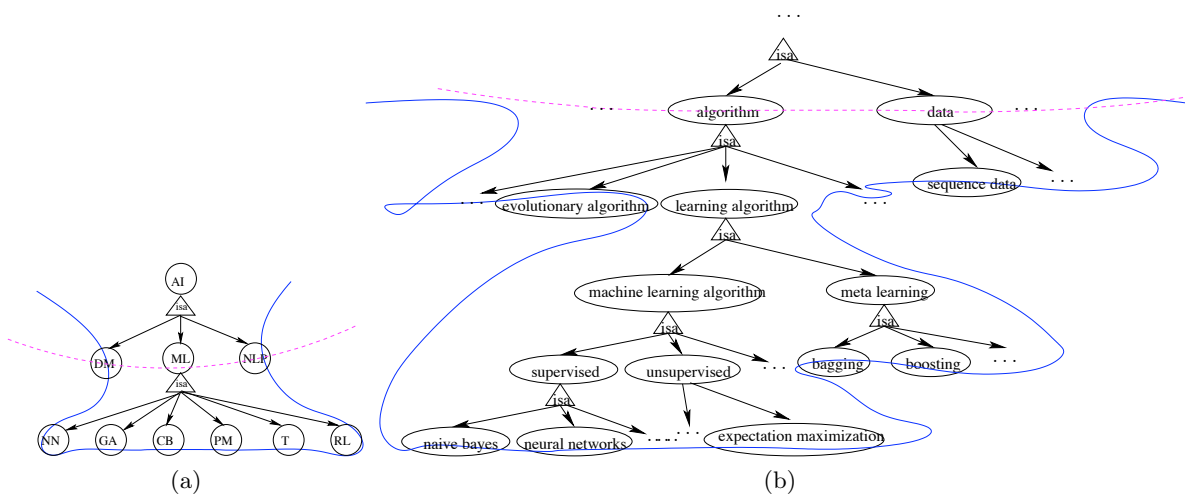 AI
isa
DM ML NLP
isa
NN GA CB PM T RL
(a)
. . .
isa
. . . algorithm data . . .
isa
sequence data . . .
. . . evolutionary algorithm learning algorithm . . .
isa
machine learning algorithm meta learning
isa isa
supervised unsupervised . . . bagging boosting . . .
isa
naive bayes neural networks . . . . . . . . . expectation maximization
(b)